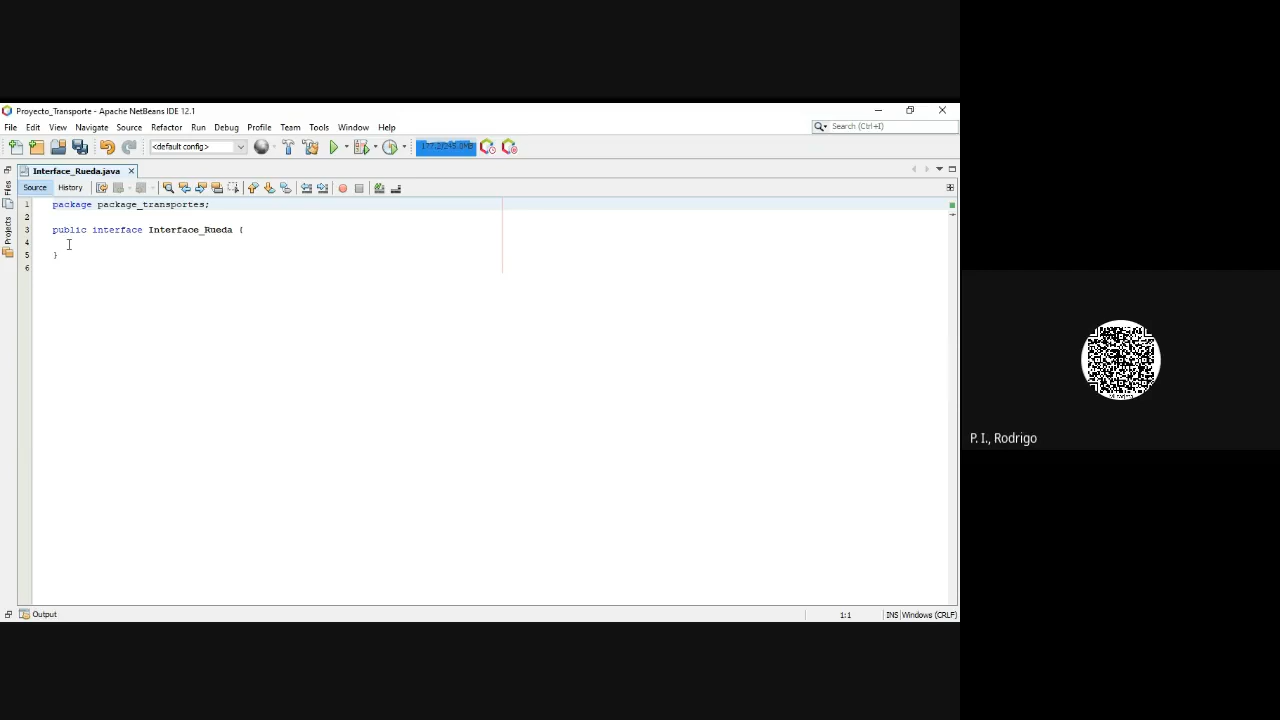 Proyecto_Transporte - Apache NetBeans IDE 12.1
File Edit View Navigate Source Refactor Run Debug Profile Team Tools Window Help
Search (Ctrl+I)
<default config>
Interface_Rueda.java
Source History
Files
Projects
1 package package_transportes;
2
3 public interface Interface_Rueda {
4
5 }
6
Output
1:1 INS Windows (CRLF)
P. I., Rodrigo